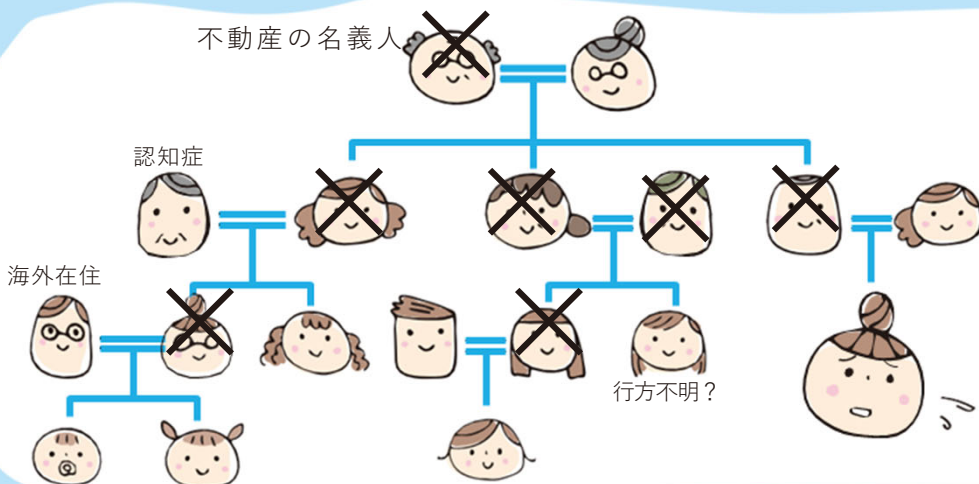 不動産の名義人
認知症
海外在住
行方不明？